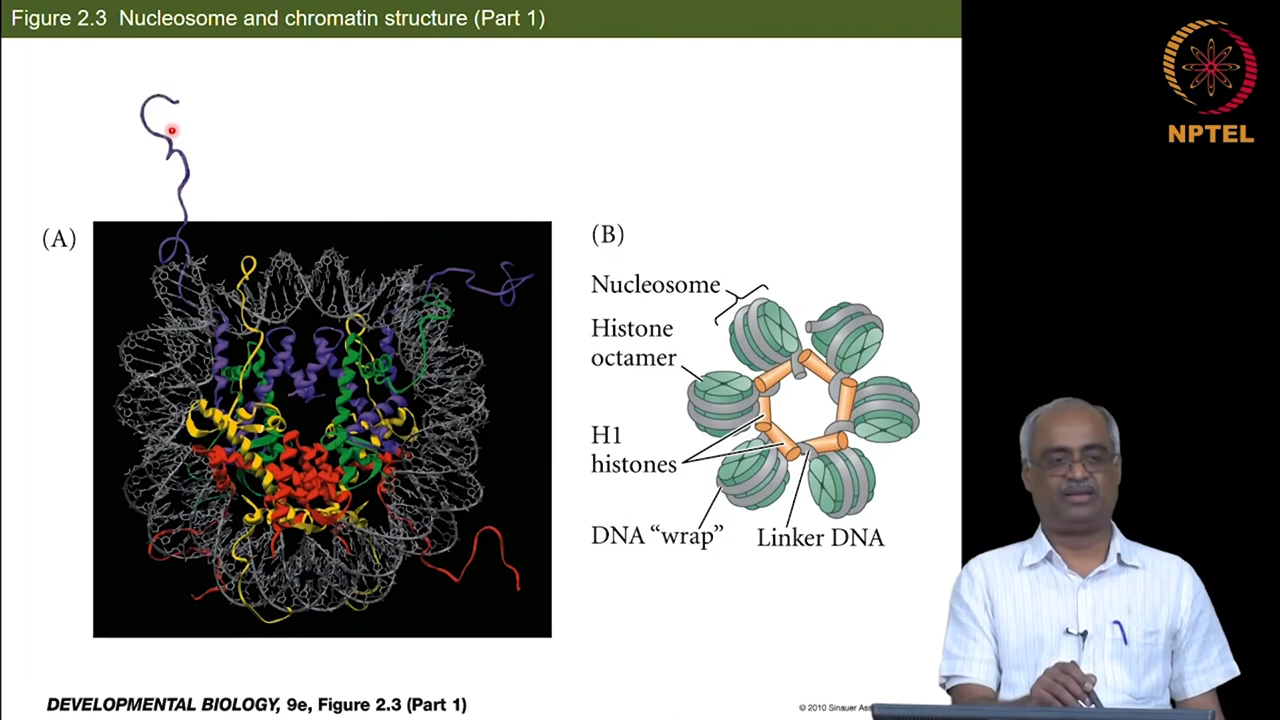 Figure 2.3 Nucleosome and chromatin structure (Part 1)
NPTEL
(A)
(B)
Nucleosome
Histone
octamer
H1
histones
DNA “wrap”
Linker DNA
DEVELOPMENTAL BIOLOGY, 9e, Figure 2.3 (Part 1)
© 2010 Sinauer